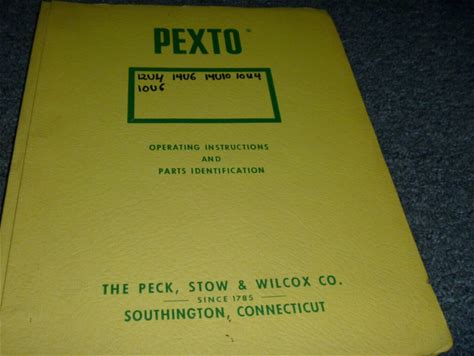 PEXTO
12U4 14U6 14U10 10U4
10U6
OPERATING INSTRUCTIONS
AND
PARTS IDENTIFICATION
THE PECK, STOW & WILCOX CO.
SINCE 1785
SOUTHINGTON, CONNECTICUT